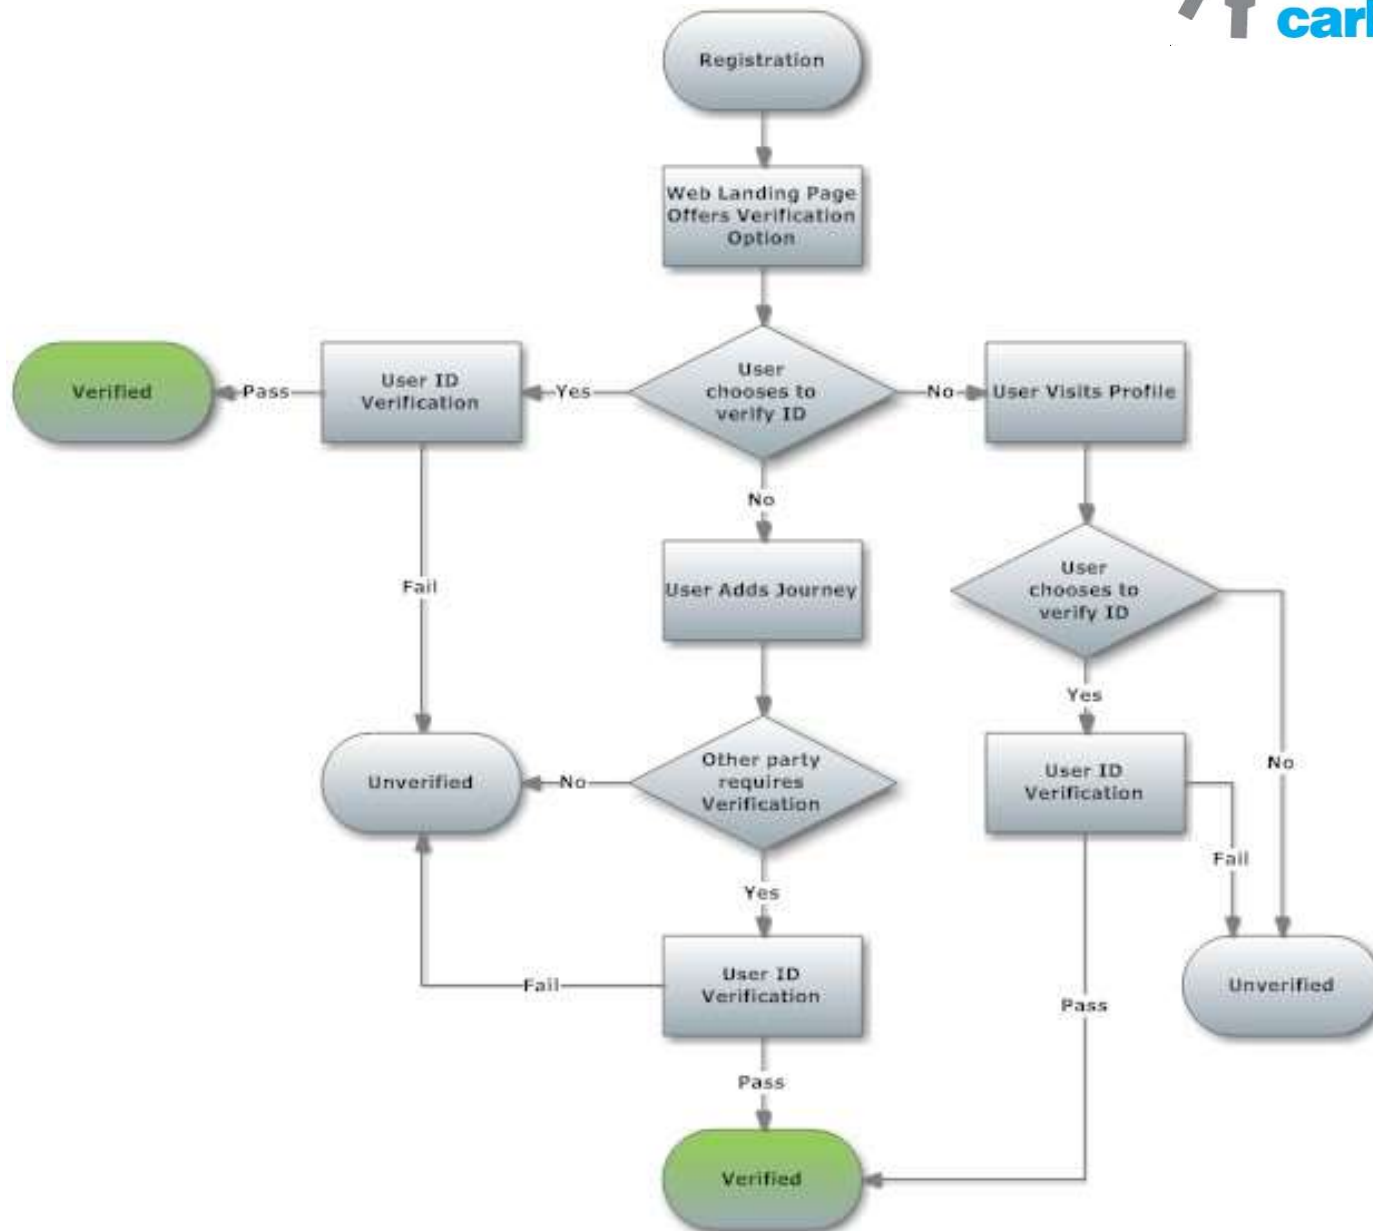 carl
Registration
Web Landing Page
Offers Verification
Option
Verified
Pass
User ID
Verification
Yes
User
chooses to
verify ID
No
User Visits Profile
No
User Adds Journey
User
chooses to
verify ID
Fail
Yes
No
Unverified
No
Other party
requires
Verification
User ID
Verification
Fail
Yes
Fail
User ID
Verification
Unverified
Pass
Pass
Verified